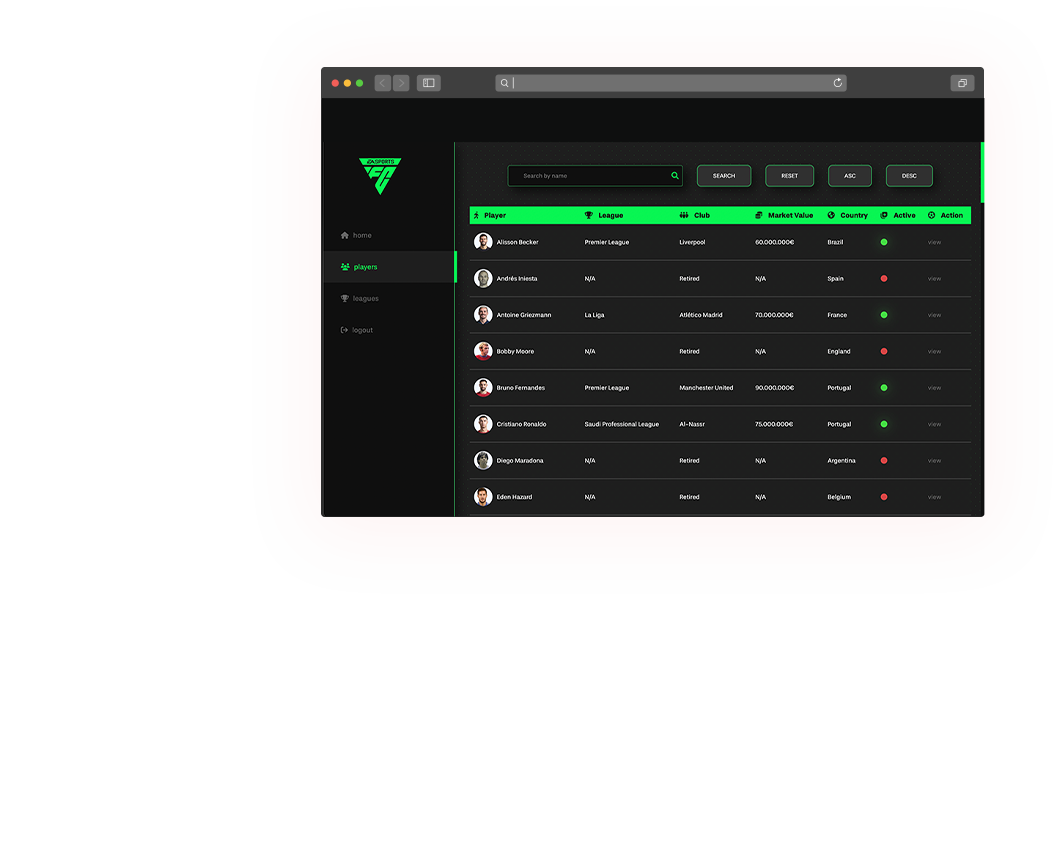 EA SPORTS
FC
home
players
leagues
logout
Search by name SEARCH RESET ASC DESC
Player League Club Market Value Country Active Action
Alisson Becker Premier League Liverpool 60.000.000€ Brazil view
Andrés Iniesta N/A Retired N/A Spain view
Antoine Griezmann La Liga Atlético Madrid 70.000.000€ France view
Bobby Moore N/A Retired N/A England view
Bruno Fernandes Premier League Manchester United 90.000.000€ Portugal view
Cristiano Ronaldo Saudi Professional League Al-Nassr 75.000.000€ Portugal view
Diego Maradona N/A Retired N/A Argentina view
Eden Hazard N/A Retired N/A Belgium view